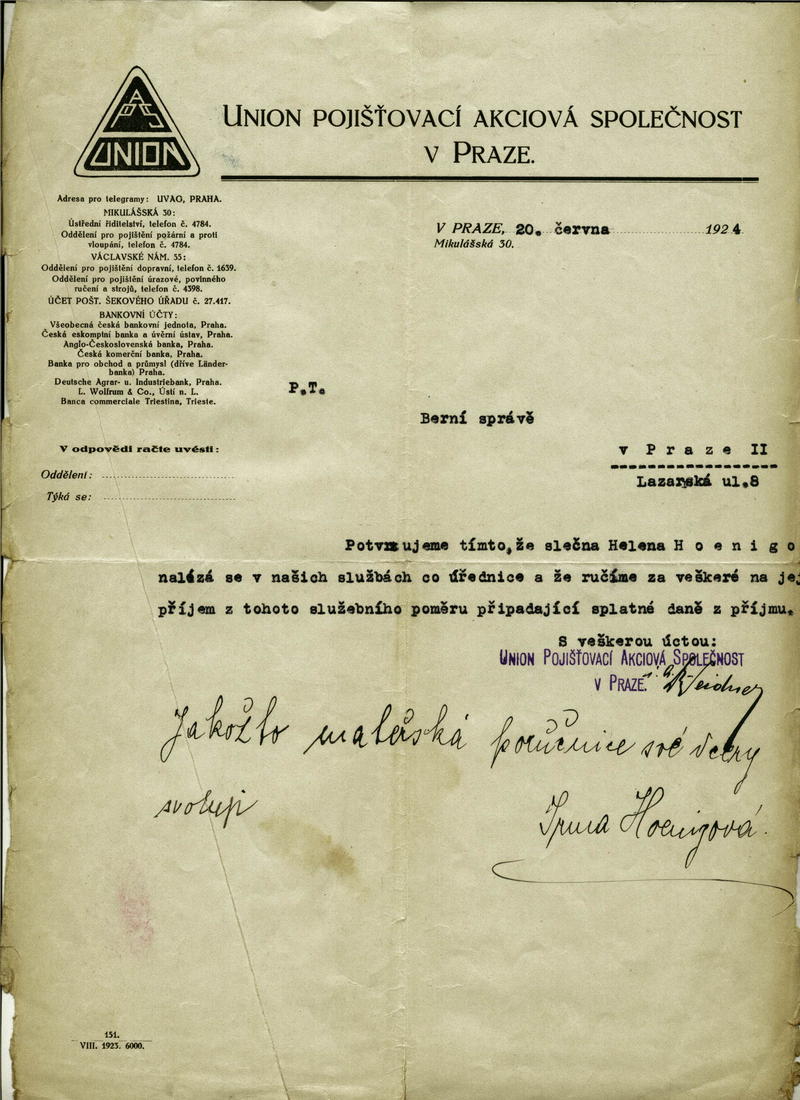 UNION
UNION POJIŠŤOVACÍ AKCIOVÁ SPOLEČNOST
V PRAZE.
Adresa pro telegramy: UVAO, PRAHA.
MIKULÁŠSKÁ 30:
Ústřední řiditelství, telefon č. 4784.
Oddělení pro pojištění požární a proti
vloupání, telefon č. 4784.
VÁCLAVSKÉ NÁM. 55:
Oddělení pro pojištění dopravní, telefon č. 1639.
Oddělení pro pojištění úrazové, povinného
ručení a strojů, telefon č. 4398.
ÚČET POŠT. ŠEKOVÉHO ÚŘADU č. 27.417.
BANKOVNÍ ÚČTY:
Všeobecná česká bankovní jednota, Praha.
Česká eskomptní banka a úvěrní ústav, Praha.
Anglo-Československá banka, Praha.
Česká komerční banka, Praha.
Banka pro obchod a průmysl (dříve Länder-
banka) Praha.
Deutsche Agrar- u. Industriebank, Praha.
L. Wolfrum & Co., Ústí n. L.
Banca commerciale Triestina, Trieste.
V odpovědi račte uvésti:
Oddělení:
Týká se:
V PRAZE, 20. června 1924
Mikulášská 30.
P.T.
Berní správě
v Praze II
Lazarská ul.8
Potvrzujeme tímto, že slečna Helena Hoenigo
nalézá se v našich službách co úřednice a že ručíme za veškeré na jej
příjem z tohoto služebního poměru připadající splatné daně z příjmu.
S veškerou úctou:
UNION POJIŠŤOVACÍ AKCIOVÁ SPOLEČNOST
V PRAZE.
Jakožto mateřská poručnice své dcery
svoluji
Irma Hoenigová.
151.
VIII. 1923. 6000.